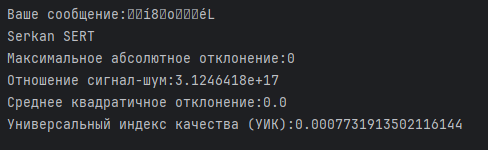 Ваше сообщение:í8oéL
Serkan SERT
Максимальное абсолютное отклонение:0
Отношение сигнал-шум:3.1246418e+17
Среднее квадратичное отклонение:0.0
Универсальный индекс качества (УИК):0.0007731913502116144